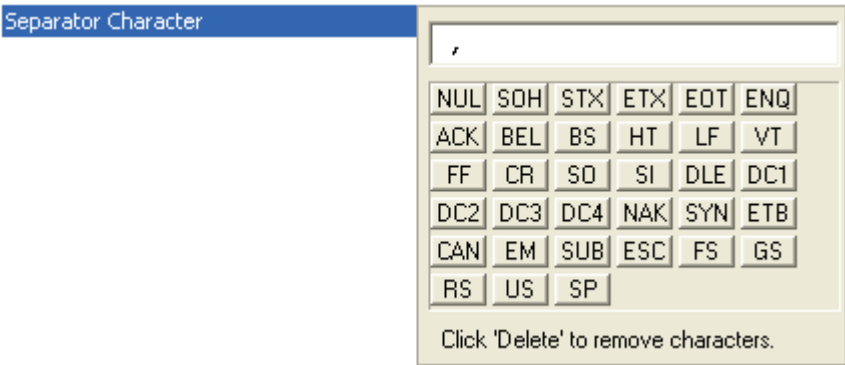 Separator Character
,
NUL SOH STX ETX EOT ENQ
ACK BEL BS HT LF VT
FF CR SO SI DLE DC1
DC2 DC3 DC4 NAK SYN ETB
CAN EM SUB ESC FS GS
RS US SP
Click 'Delete' to remove characters.